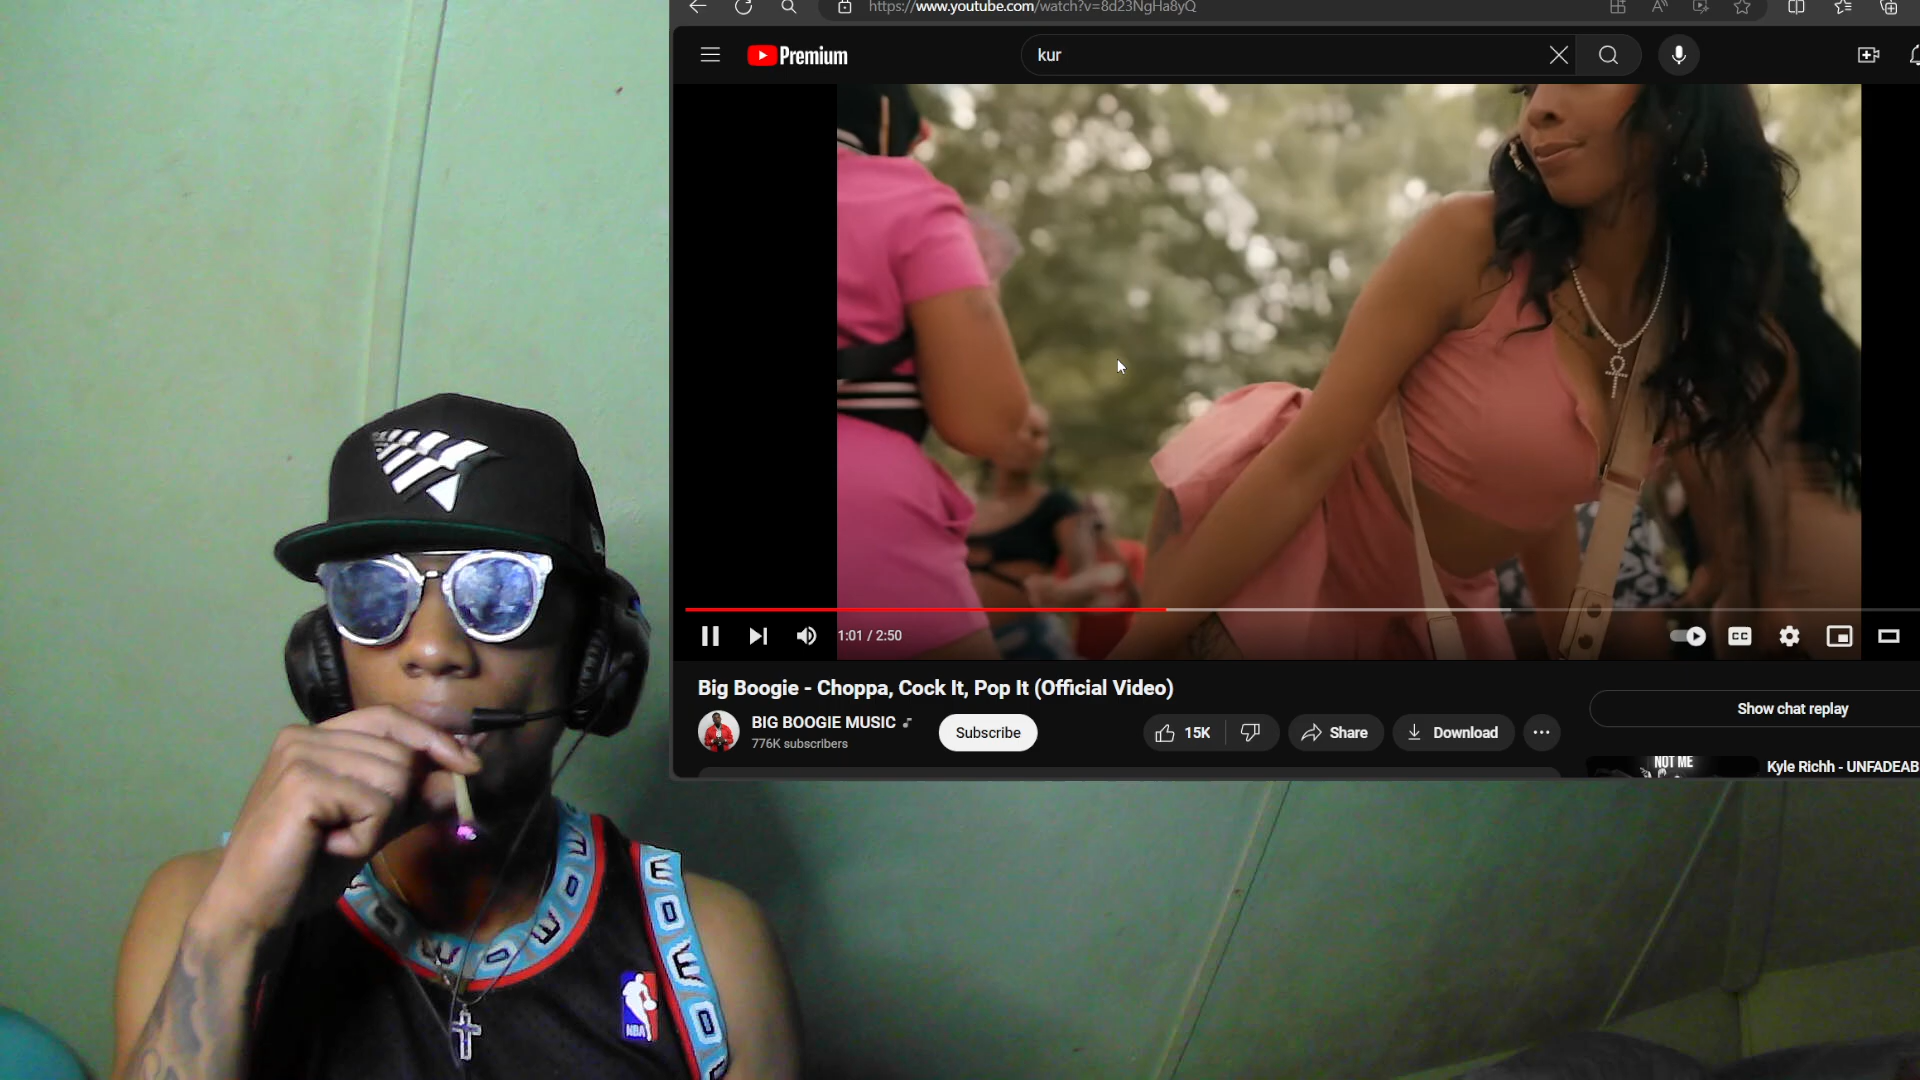 https://www.youtube.com/watch?v=8d23NgHa8yQ
Premium
kur
1:01 / 2:50
CC
Big Boogie - Choppa, Cock It, Pop It (Official Video)
BIG BOOGIE MUSIC
776K subscribers
Subscribe
15K
Share
Download
Show chat replay
NOT ME
Kyle Richh - UNFADEAB
NBA